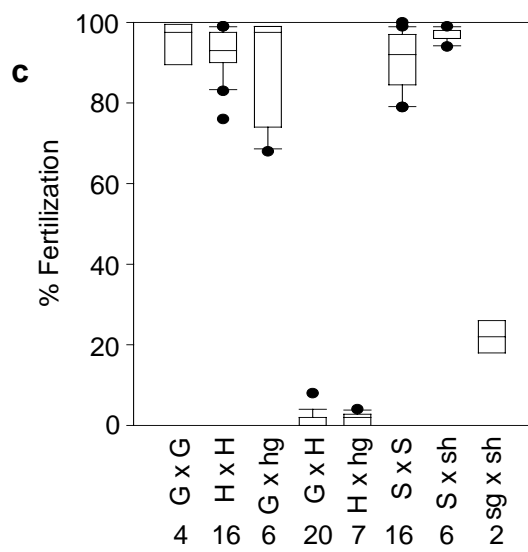 c
% Fertilization
100
80
60
40
20
0
G x G
H x H
G x hg
G x H
H x hg
S x S
S x sh
sg x sh
4 16 6 20 7 16 6 2